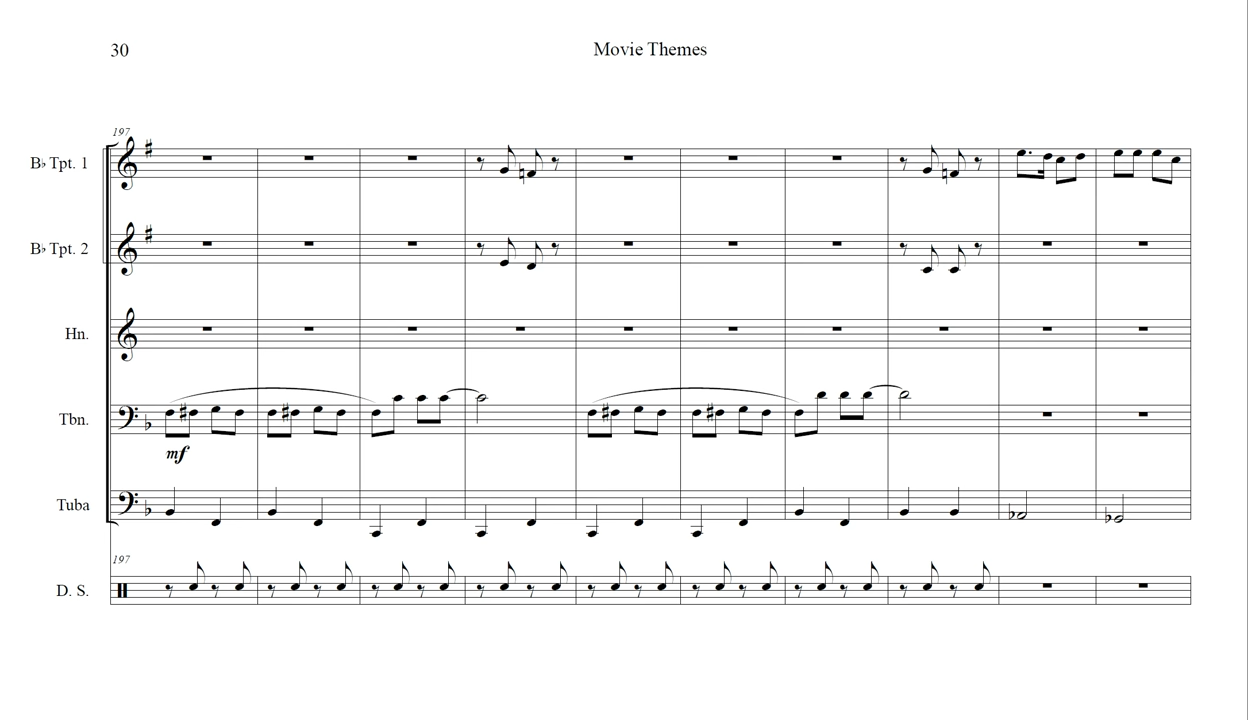 30
Movie Themes
197
B♭ Tpt. 1
B♭ Tpt. 2
Hn.
Tbn.
mf
Tuba
197
D. S.